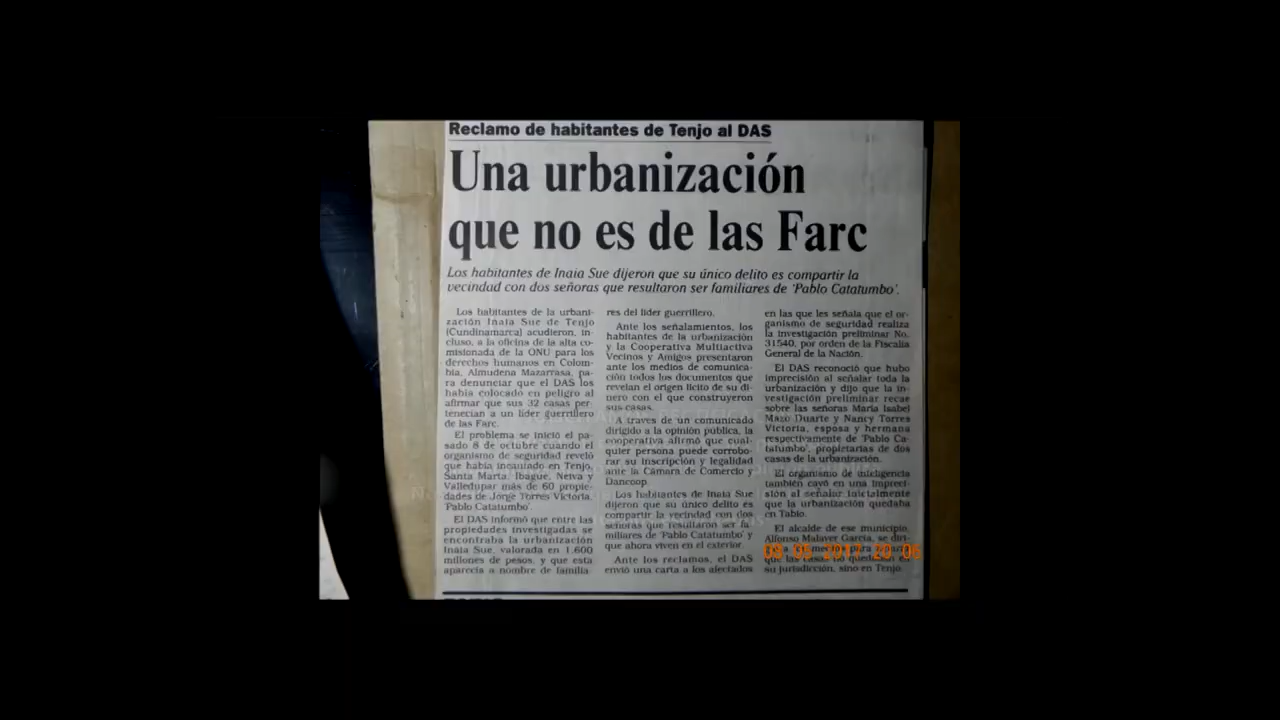 Reclamo de habitantes de Tenjo al DAS
Una urbanización
que no es de las Farc
Los habitantes de Inaia Sue dijeron que su único delito es compartir la
vecindad con dos señoras que resultaron ser familiares de 'Pablo Catatumbo'.
Los habitantes de la urbani-
zación Inaia Sue de Tenjo
(Cundinamarca) acudieron, in-
cluso, a la oficina de la alta co-
misionada de la ONU para los
derechos humanos en Colom-
bia, Almudena Mazarrasa, pa-
ra denunciar que el DAS los
había colocado en peligro al
afirmar que sus 32 casas per-
tenecían a un líder guerrillero
de las Farc.
El problema se inició el pa-
sado 8 de octubre cuando el
organismo de seguridad reveló
que había incautado en Tenjo,
Santa Marta, Ibagué, Neiva y
Valledupar más de 60 propie-
dades de Jorge Torres Victoria,
'Pablo Catatumbo'.
El DAS informó que entre las
propiedades investigadas se
encontraba la urbanización
Inaia Sue, valorada en 1.600
millones de pesos, y que esta
aparecía a nombre de familia-
res del líder guerrillero.
Ante los señalamientos, los
habitantes de la urbanización
y la Cooperativa Multiactiva
Vecinos y Amigos presentaron
ante los medios de comunica-
ción todos los documentos que
revelan el origen lícito de su di-
nero con el que construyeron
sus casas.
A través de un comunicado
dirigido a la opinión pública, la
cooperativa afirmó que cual-
quier persona puede corrobo-
rar su inscripción y legalidad
ante la Cámara de Comercio y
Dancoop.
Los habitantes de Inaia Sue
dijeron que su único delito es
compartir la vecindad con dos
señoras que resultaron ser fa-
miliares de 'Pablo Catatumbo' y
que ahora viven en el exterior.
Ante los reclamos, el DAS
envió una carta a los afectados
en las que les señala que el or-
ganismo de seguridad realiza
la investigación preliminar No.
31540, por orden de la Fiscalía
General de la Nación.
El DAS reconoció que hubo
imprecisión al señalar toda la
urbanización y dijo que la in-
vestigación preliminar recae
sobre las señoras María Isabel
Mazo Duarte y Nancy Torres
Victoria, esposa y hermana
respectivamente de 'Pablo Ca-
tatumbo', propietarias de dos
casas de la urbanización.
El organismo de inteligencia
también cayó en una impreci-
sión al señalar inicialmente
que la urbanización quedaba
en Tabio.
El alcalde de ese municipio,
Alfonso Malaver García, se diri-
que las casas no
su jurisdicción, sino en Tenjo.